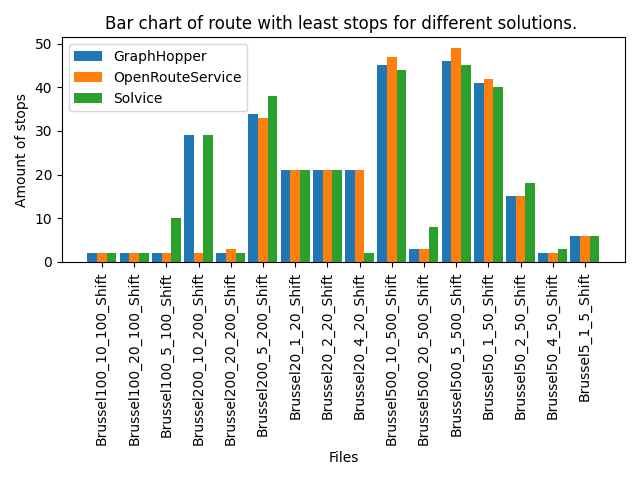 Bar chart of route with least stops for different solutions.
GraphHopper
OpenRouteService
Solvice
Amount of stops
50
40
30
20
10
0
Brussel100_10_100_Shift
Brussel100_20_100_Shift
Brussel100_5_100_Shift
Brussel200_10_200_Shift
Brussel200_20_200_Shift
Brussel200_5_200_Shift
Brussel20_1_20_Shift
Brussel20_2_20_Shift
Brussel20_4_20_Shift
Brussel500_10_500_Shift
Brussel500_20_500_Shift
Brussel500_5_500_Shift
Brussel50_1_50_Shift
Brussel50_2_50_Shift
Brussel50_4_50_Shift
Brussel5_1_5_Shift
Files